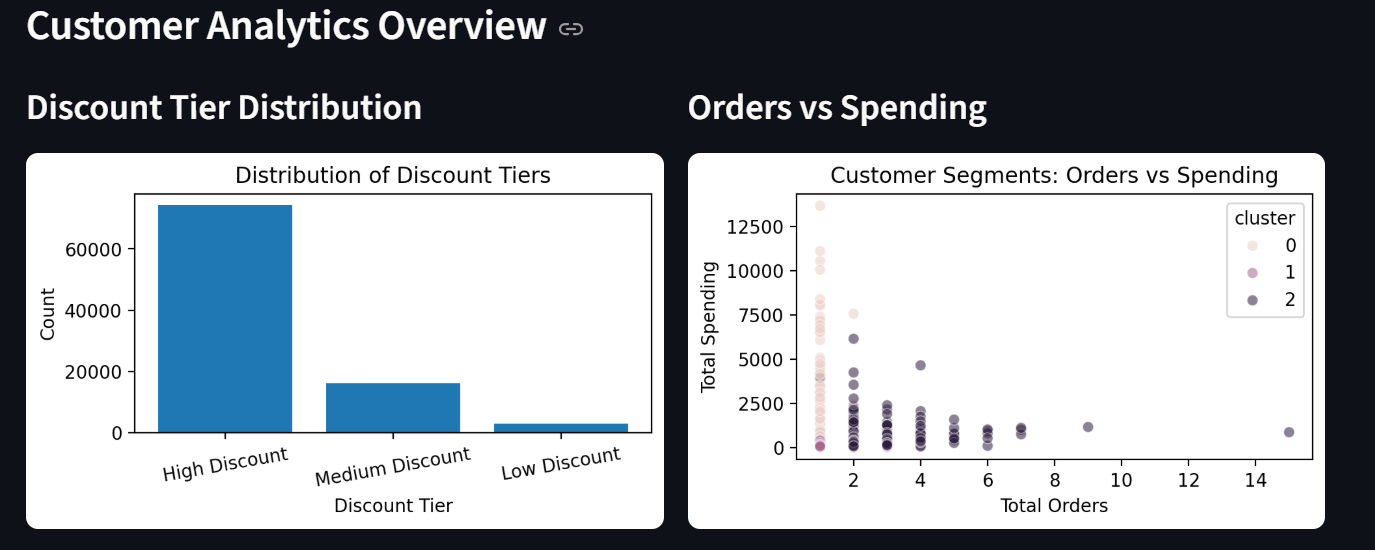 Customer Analytics Overview
Discount Tier Distribution
Distribution of Discount Tiers
Count
60000
40000
20000
0
High Discount
Medium Discount
Low Discount
Discount Tier
Orders vs Spending
Customer Segments: Orders vs Spending
Total Spending
12500
10000
7500
5000
2500
0
cluster
0
1
2
2
4
6
8
10
12
14
Total Orders